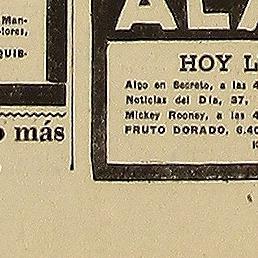 Man-
lores,
QUIB-
o más
ALA
HOY L
Algo en Secreto, a las 4
Noticias del Día, 37,
Mickey Rooney, a las 4
FRUTO DORADO, 6.40